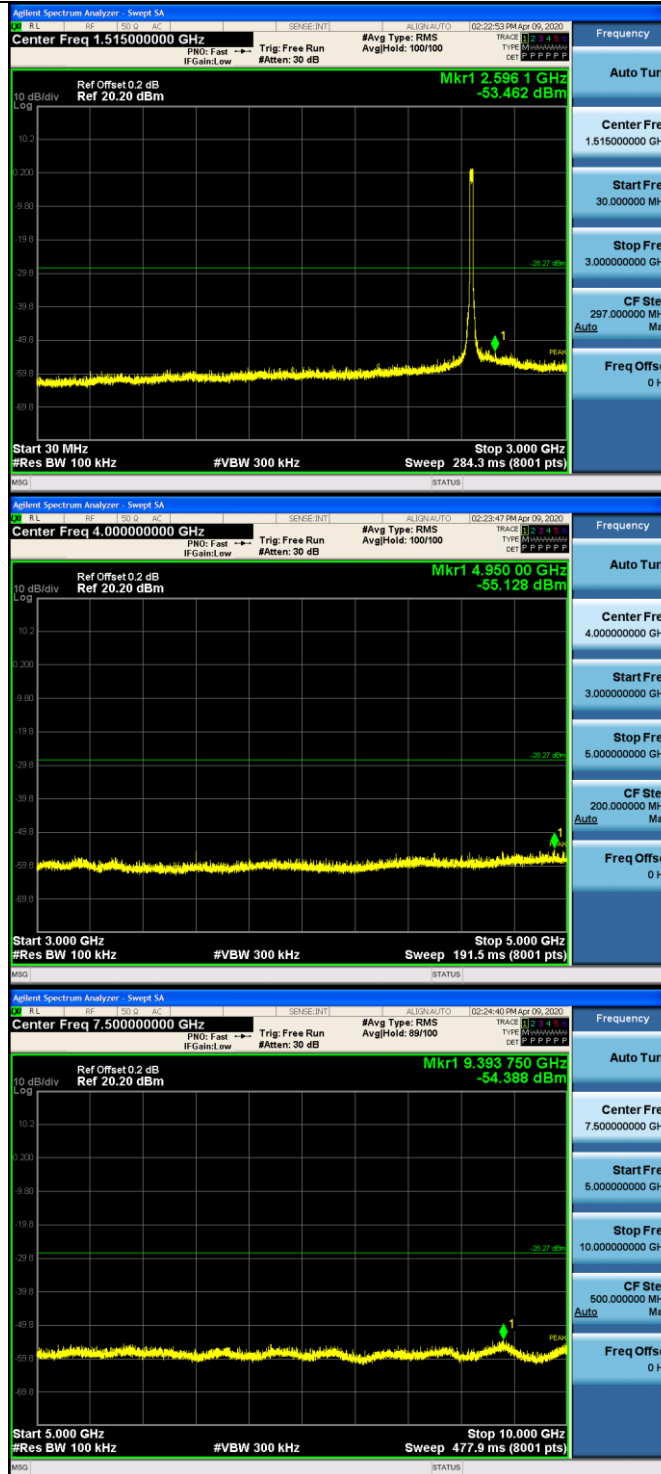 Agilent Spectrum Analyzer - Swept SA
RL RF 50 Ω AC SENSE:INT ALIGN AUTO 02:22:53 PM Apr 09, 2020
Center Freq 1.515000000 GHz #Avg Type: RMS TRACE 1 2 3 4 5 6
PNO: Fast Trig: Free Run Avg|Hold: 100/100 TYPE M
IFGain:Low #Atten: 30 dB DET P P P P P P
Mkr1 2.596 1 GHz
Ref Offset 0.2 dB
10 dB/div Ref 20.20 dBm -53.462 dBm
Log
10.2
0.200
-9.80
-19.8
-28.27 dBm
-29.8
-39.8
-49.8
1
PEAK
-59.8
-69.8
Start 30 MHz Stop 3.000 GHz
#Res BW 100 kHz #VBW 300 kHz Sweep 284.3 ms (8001 pts)
MSG STATUS
Frequency
Auto Tun
Center Fre
1.515000000 GH
Start Fre
30.000000 MH
Stop Fre
3.000000000 GH
CF Ste
297.000000 MH
Auto Ma
Freq Offs
0 H
Agilent Spectrum Analyzer - Swept SA
RL RF 50 Ω AC SENSE:INT ALIGN AUTO 02:23:47 PM Apr 09, 2020
Center Freq 4.000000000 GHz #Avg Type: RMS TRACE 1 2 3 4 5 6
PNO: Fast Trig: Free Run Avg|Hold: 100/100 TYPE M
IFGain:Low #Atten: 30 dB DET P P P P P P
Mkr1 4.950 00 GHz
Ref Offset 0.2 dB
10 dB/div Ref 20.20 dBm -55.128 dBm
Log
10.2
0.200
-9.80
-19.8
-28.27 dBm
-29.8
-39.8
-49.8
1
-59.8
-69.8
Start 3.000 GHz Stop 5.000 GHz
#Res BW 100 kHz #VBW 300 kHz Sweep 191.5 ms (8001 pts)
MSG STATUS
Frequency
Auto Tun
Center Fre
4.000000000 GH
Start Fre
3.000000000 GH
Stop Fre
5.000000000 GH
CF Ste
200.000000 MH
Auto Ma
Freq Offs
0 H
Agilent Spectrum Analyzer - Swept SA
RL RF 50 Ω AC SENSE:INT ALIGN AUTO 02:24:40 PM Apr 09, 2020
Center Freq 7.500000000 GHz #Avg Type: RMS TRACE 1 2 3 4 5 6
PNO: Fast Trig: Free Run Avg|Hold: 89/100 TYPE M
IFGain:Low #Atten: 30 dB DET P P P P P P
Mkr1 9.393 750 GHz
Ref Offset 0.2 dB
10 dB/div Ref 20.20 dBm -54.388 dBm
Log
10.2
0.200
-9.80
-19.8
-28.27 dBm
-29.8
-39.8
-49.8
1
PEAK
-59.8
-69.8
Start 5.000 GHz Stop 10.000 GHz
#Res BW 100 kHz #VBW 300 kHz Sweep 477.9 ms (8001 pts)
MSG STATUS
Frequency
Auto Tun
Center Fre
7.500000000 GH
Start Fre
5.000000000 GH
Stop Fre
10.000000000 GH
CF Ste
500.000000 MH
Auto Ma
Freq Offs
0 H